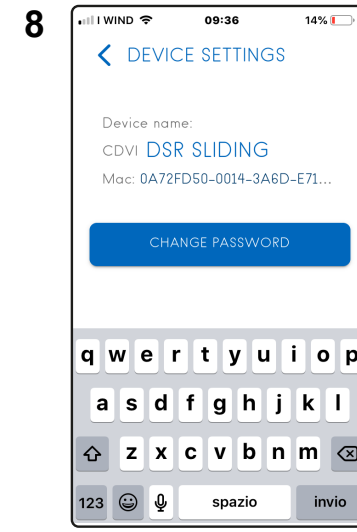 8
I WIND 09:36 14%
DEVICE SETTINGS
Device name:
CDVI DSR SLIDING
Mac: 0A72FD50-0014-3A6D-E71...
CHANGE PASSWORD
q w e r t y u i o p
a s d f g h j k l
z x c v b n m
123 spazio invio